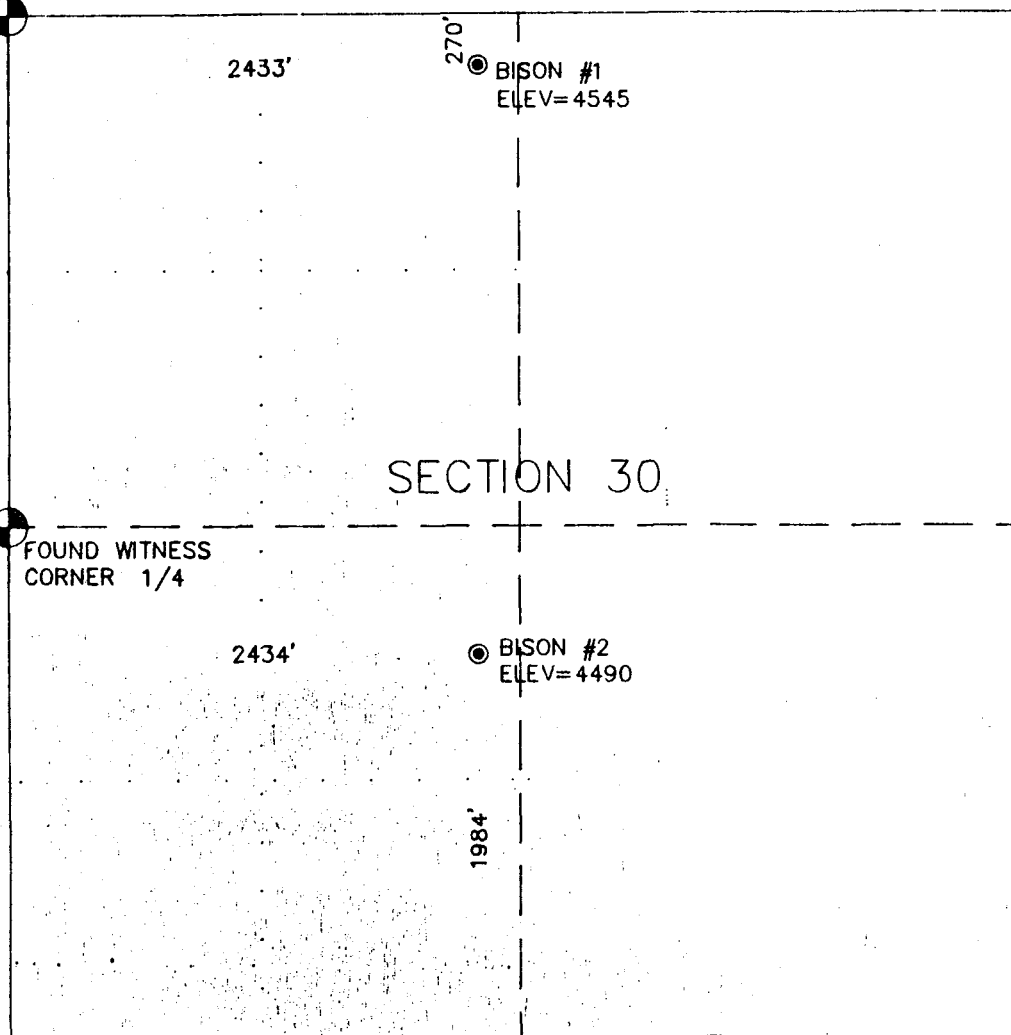 270'
2433'
BISON #1
ELEV=4545
SECTION 30
FOUND WITNESS
CORNER 1/4
2434'
BISON #2
ELEV=4490
1984'